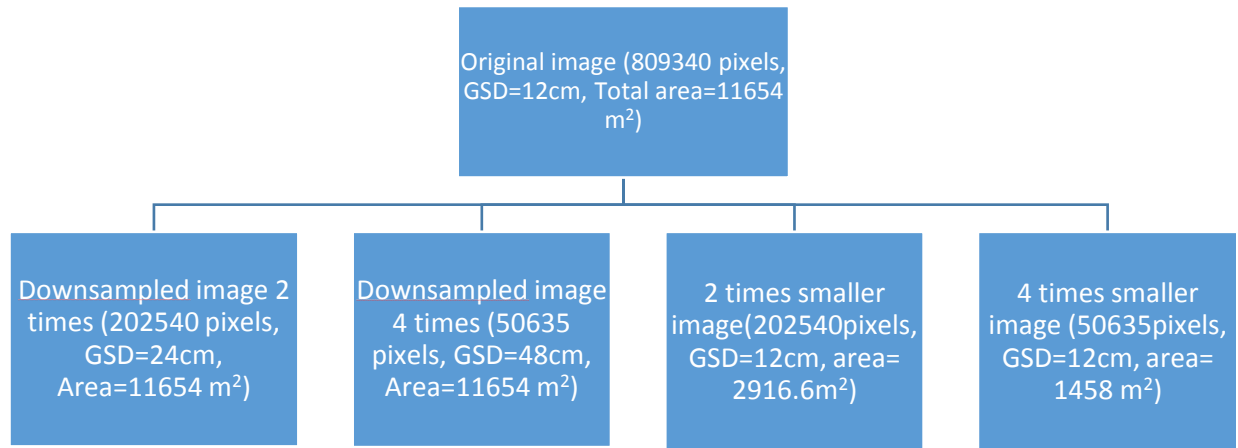 Original image (809340 pixels,
GSD=12cm, Total area=11654
m²)
Downsampled image 2
times (202540 pixels,
GSD=24cm,
Area=11654 m²)
Downsampled image
4 times (50635
pixels, GSD=48cm,
Area=11654 m²)
2 times smaller
image(202540pixels,
GSD=12cm, area=
2916.6m²)
4 times smaller
image (50635pixels,
GSD=12cm, area=
1458 m²)